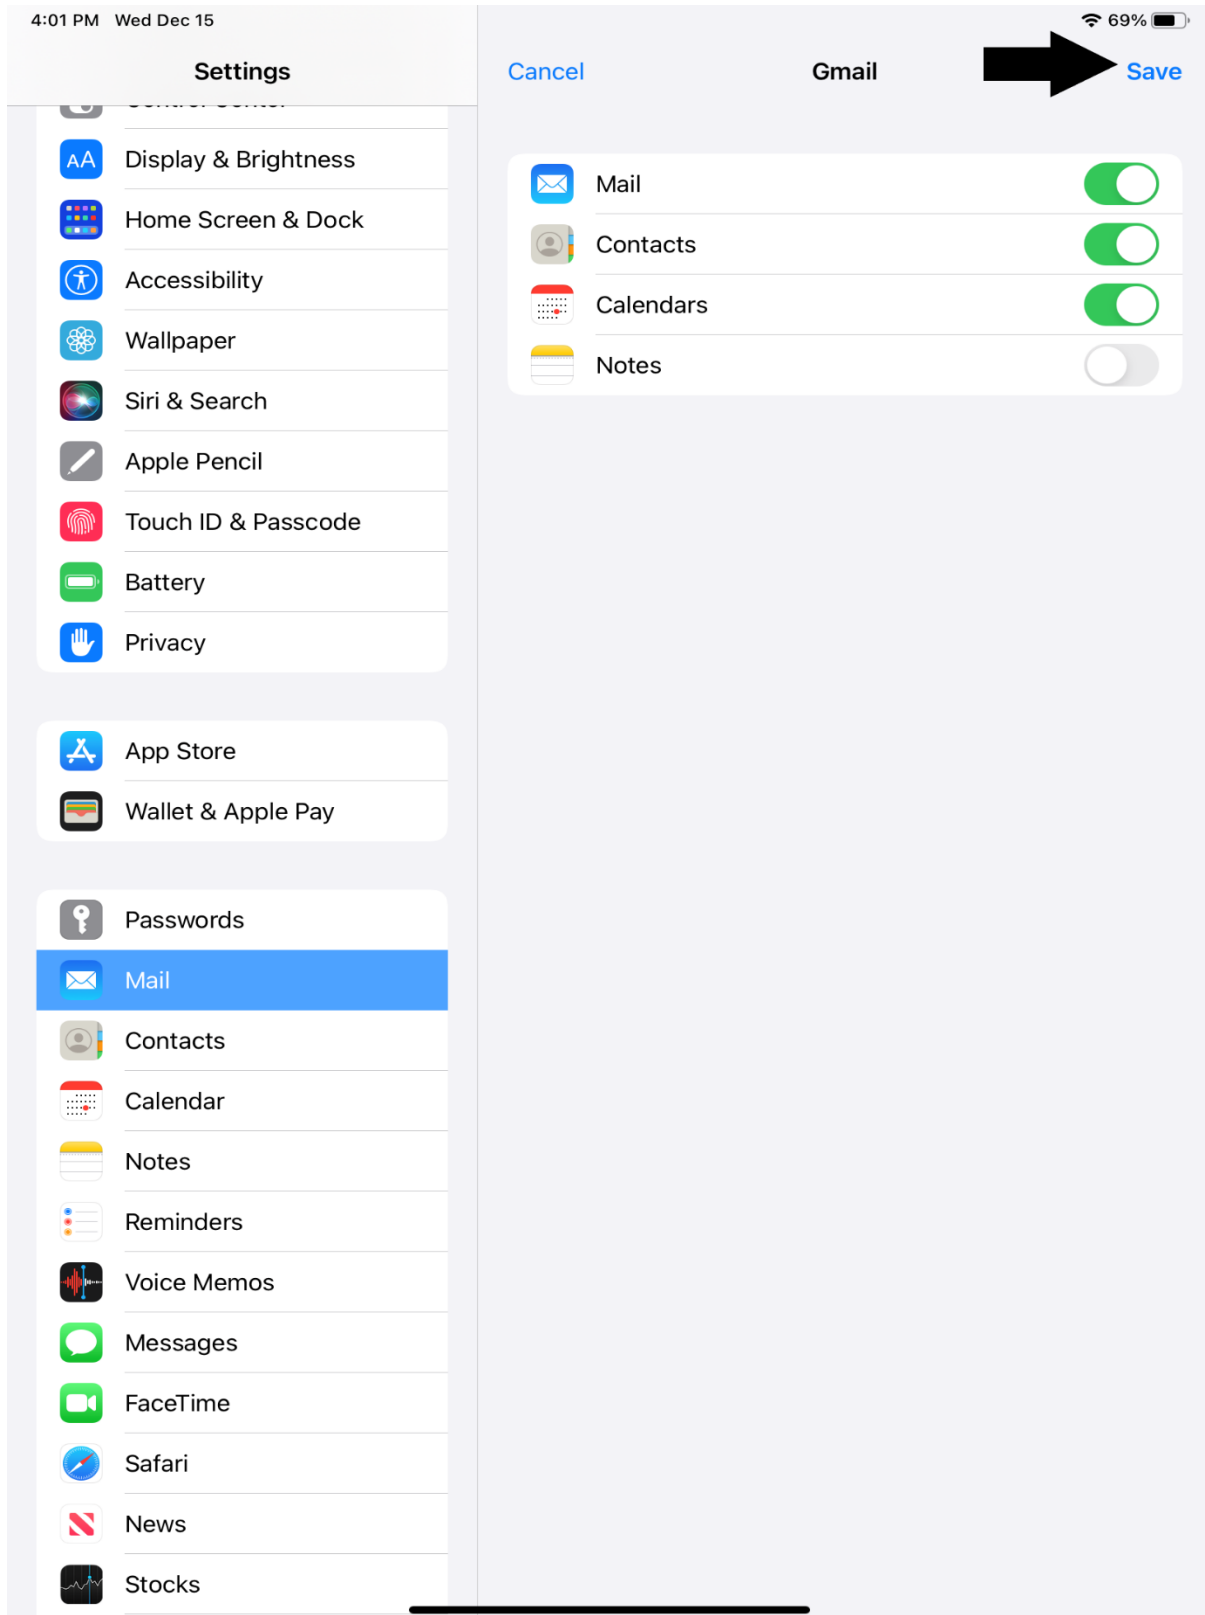 4:01 PM Wed Dec 15
69%
Settings
Control Center
Display & Brightness
Home Screen & Dock
Accessibility
Wallpaper
Siri & Search
Apple Pencil
Touch ID & Passcode
Battery
Privacy
App Store
Wallet & Apple Pay
Passwords
Mail
Contacts
Calendar
Notes
Reminders
Voice Memos
Messages
FaceTime
Safari
News
Stocks
Cancel
Gmail
Save
Mail
Contacts
Calendars
Notes